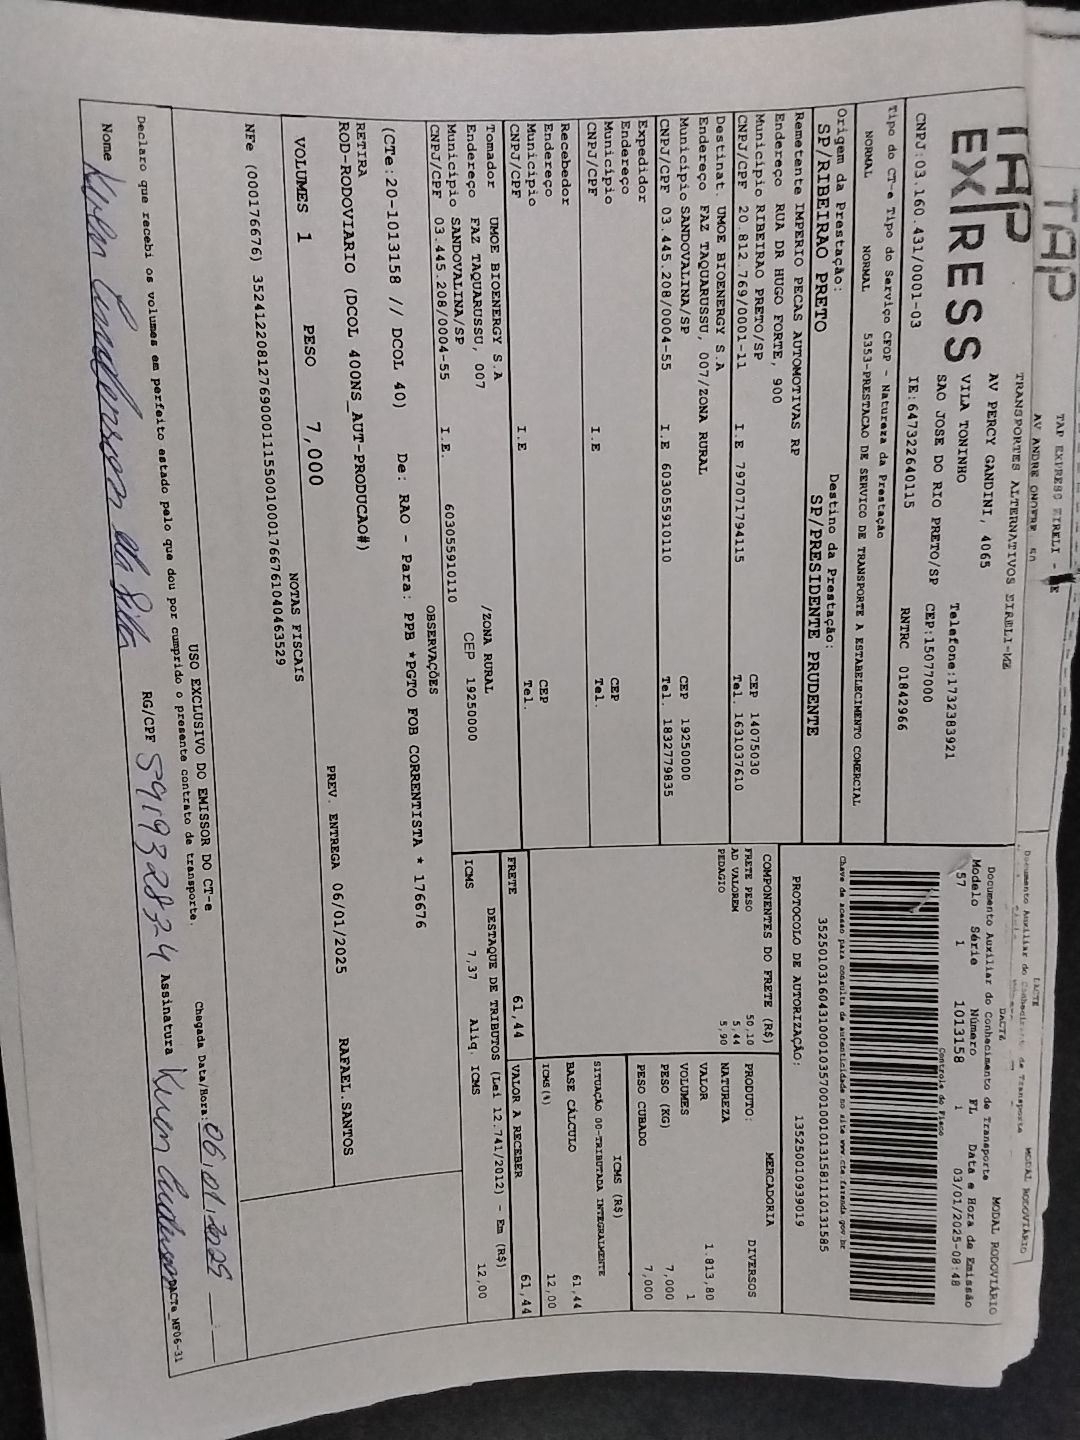 TAP
TAP EXPRESS EIRELI -
AV ANDRE ONOFRE, 50
DACTE
MODAL RODOVIÁRIO
Documento Auxiliar do Conhecimento de Transporte
TAP
EXPRESS
TRANSPORTES ALTERNATIVOS EIRELI-ME
AV PERCY GANDINI, 4065
VILA TONINHO
Telefone:1732383921
SAO JOSE DO RIO PRETO/SP CEP:15077000
CNPJ:03.160.431/0001-03 IE:647322640115 RNTRC 01842966
DACTE
MODAL RODOVIÁRIO
Documento Auxiliar do Conhecimento de Transporte
Modelo Série Número FL Data e Hora de Emissão
57 1 1013158 1 03/01/2025-08:48
Controle do Fisco
Chave de acesso para consulta de autenticidade no site www.cte.fazenda.gov.br
35250103160431000103570010010131581110131585
PROTOCOLO DE AUTORIZAÇÃO: 135250010939019
Tipo do CT-e Tipo do Serviço CFOP - Natureza da Prestação
NORMAL NORMAL 5353-PRESTACAO DE SERVICO DE TRANSPORTE A ESTABELECIMENTO COMERCIAL
Origem da Prestação: Destino da Prestação:
SP/RIBEIRAO PRETO SP/PRESIDENTE PRUDENTE
Remetente IMPERIO PECAS AUTOMOTIVAS RP
Endereço RUA DR HUGO FORTE, 900
Município RIBEIRAO PRETO/SP CEP 14075030
CNPJ/CPF 20.812.769/0001-11 I.E 797071794115 Tel. 1631037610
Destinat. UMOE BIOENERGY S.A
Endereço FAZ TAQUARUSSU, 007/ZONA RURAL
Município SANDOVALINA/SP CEP 19250000
CNPJ/CPF 03.445.208/0004-55 I.E 603055910110 Tel. 1832779835
Expedidor
Endereço
Município CEP
CNPJ/CPF I.E Tel.
Recebedor
Endereço
Município CEP
CNPJ/CPF I.E Tel.
Tomador UMOE BIOENERGY S.A
Endereço FAZ TAQUARUSSU, 007 /ZONA RURAL
Município SANDOVALINA/SP CEP 19250000
CNPJ/CPF 03.445.208/0004-55 I.E. 603055910110
COMPONENTES DO FRETE (R$)
FRETE PESO 50,10
AD VALOREM 5,44
PEDAGIO 5,90
MERCADORIA
PRODUTO: DIVERSOS
NATUREZA
VALOR 1.813,80
VOLUMES 1
PESO (KG) 7,000
PESO CUBADO 7,000
ICMS (R$)
SITUAÇÃO 00-TRIBUTADA INTEGRALMENTE
BASE CÁLCULO 61,44
ICMS(%) 12,00
FRETE 61,44 VALOR A RECEBER 61,44
DESTAQUE DE TRIBUTOS (Lei 12.741/2012) - Em (R$)
ICMS 7,37 Aliq. ICMS 12,00
OBSERVAÇÕES
(CTe:20-1013158 // DCOL 40) De: RAO - Para: PPB *PGTO FOB CORRENTISTA * 176676
RETIRA
ROD-RODOVIARIO (DCOL 400NS_AUT-PRODUCAO#)
PREV. ENTREGA 06/01/2025 RAFAEL.SANTOS
VOLUMES 1 PESO 7,000
NOTAS FISCAIS
NFe (000176676) 35241220812769000111550010001766761040463529
USO EXCLUSIVO DO EMISSOR DO CT-e
Declaro que recebi os volumes em perfeito estado pelo que dou por cumprido o presente contrato de transporte.
Chegada Data/Hora: 06,01,2025
Nome da Silva RG/CPF 591932834 Assinatura
DACTe_MF06-31